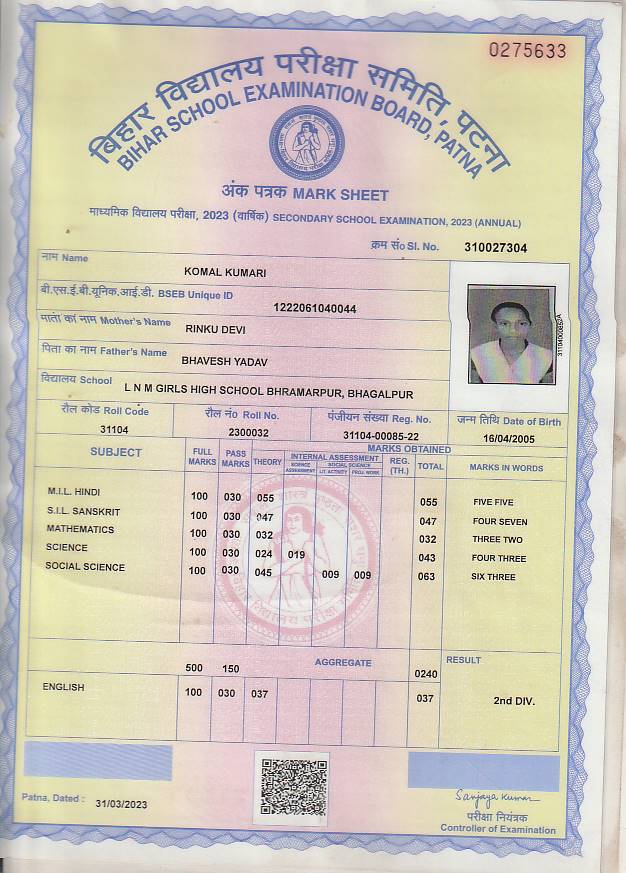 0275633
बिहार विद्यालय परीक्षा समिति, पटना
BIHAR SCHOOL EXAMINATION BOARD, PATNA
अंक पत्रक MARK SHEET
माध्यमिक विद्यालय परीक्षा, 2023 (वार्षिक) SECONDARY SCHOOL EXAMINATION, 2023 (ANNUAL)
क्रम सं० Sl. No. 310027304
नाम Name
KOMAL KUMARI
बी.एस.ई.बी.यूनिक.आई.डी. BSEB Unique ID
1222061040044
माता का नाम Mother's Name RINKU DEVI
पिता का नाम Father's Name BHAVESH YADAV
विद्यालय School L N M GIRLS HIGH SCHOOL BHRAMARPUR, BHAGALPUR
रौल कोड Roll Code रौल नं० Roll No. पंजीयन संख्या Reg. No. जन्म तिथि Date of Birth
31104 2300032 31104-00085-22 16/04/2005
SUBJECT FULL MARKS PASS MARKS THEORY MARKS OBTAINED
INTERNAL ASSESSMENT REG. (TH.) TOTAL MARKS IN WORDS
SCIENCE ASSESSMENT SOCIAL SCIENCE
LIT. ACTIVITY PROJ. WORK
M.I.L. HINDI 100 030 055 055 FIVE FIVE
S.I.L. SANSKRIT 100 030 047 047 FOUR SEVEN
MATHEMATICS 100 030 032 032 THREE TWO
SCIENCE 100 030 024 019 043 FOUR THREE
SOCIAL SCIENCE 100 030 045 009 009 063 SIX THREE
500 150 AGGREGATE 0240 RESULT
ENGLISH 100 030 037 037 2nd DIV.
Patna, Dated : 31/03/2023
Sanjaya Kumar
परीक्षा नियंत्रक
Controller of Examination